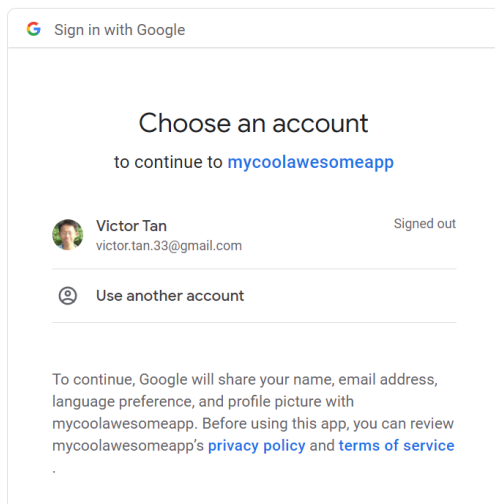 Sign in with Google
Choose an account
to continue to mycoolawesomeapp
Victor Tan
Signed out
victor.tan.33@gmail.com
Use another account
To continue, Google will share your name, email address,
language preference, and profile picture with
mycoolawesomeapp. Before using this app, you can review
mycoolawesomeapp's privacy policy and terms of service
.